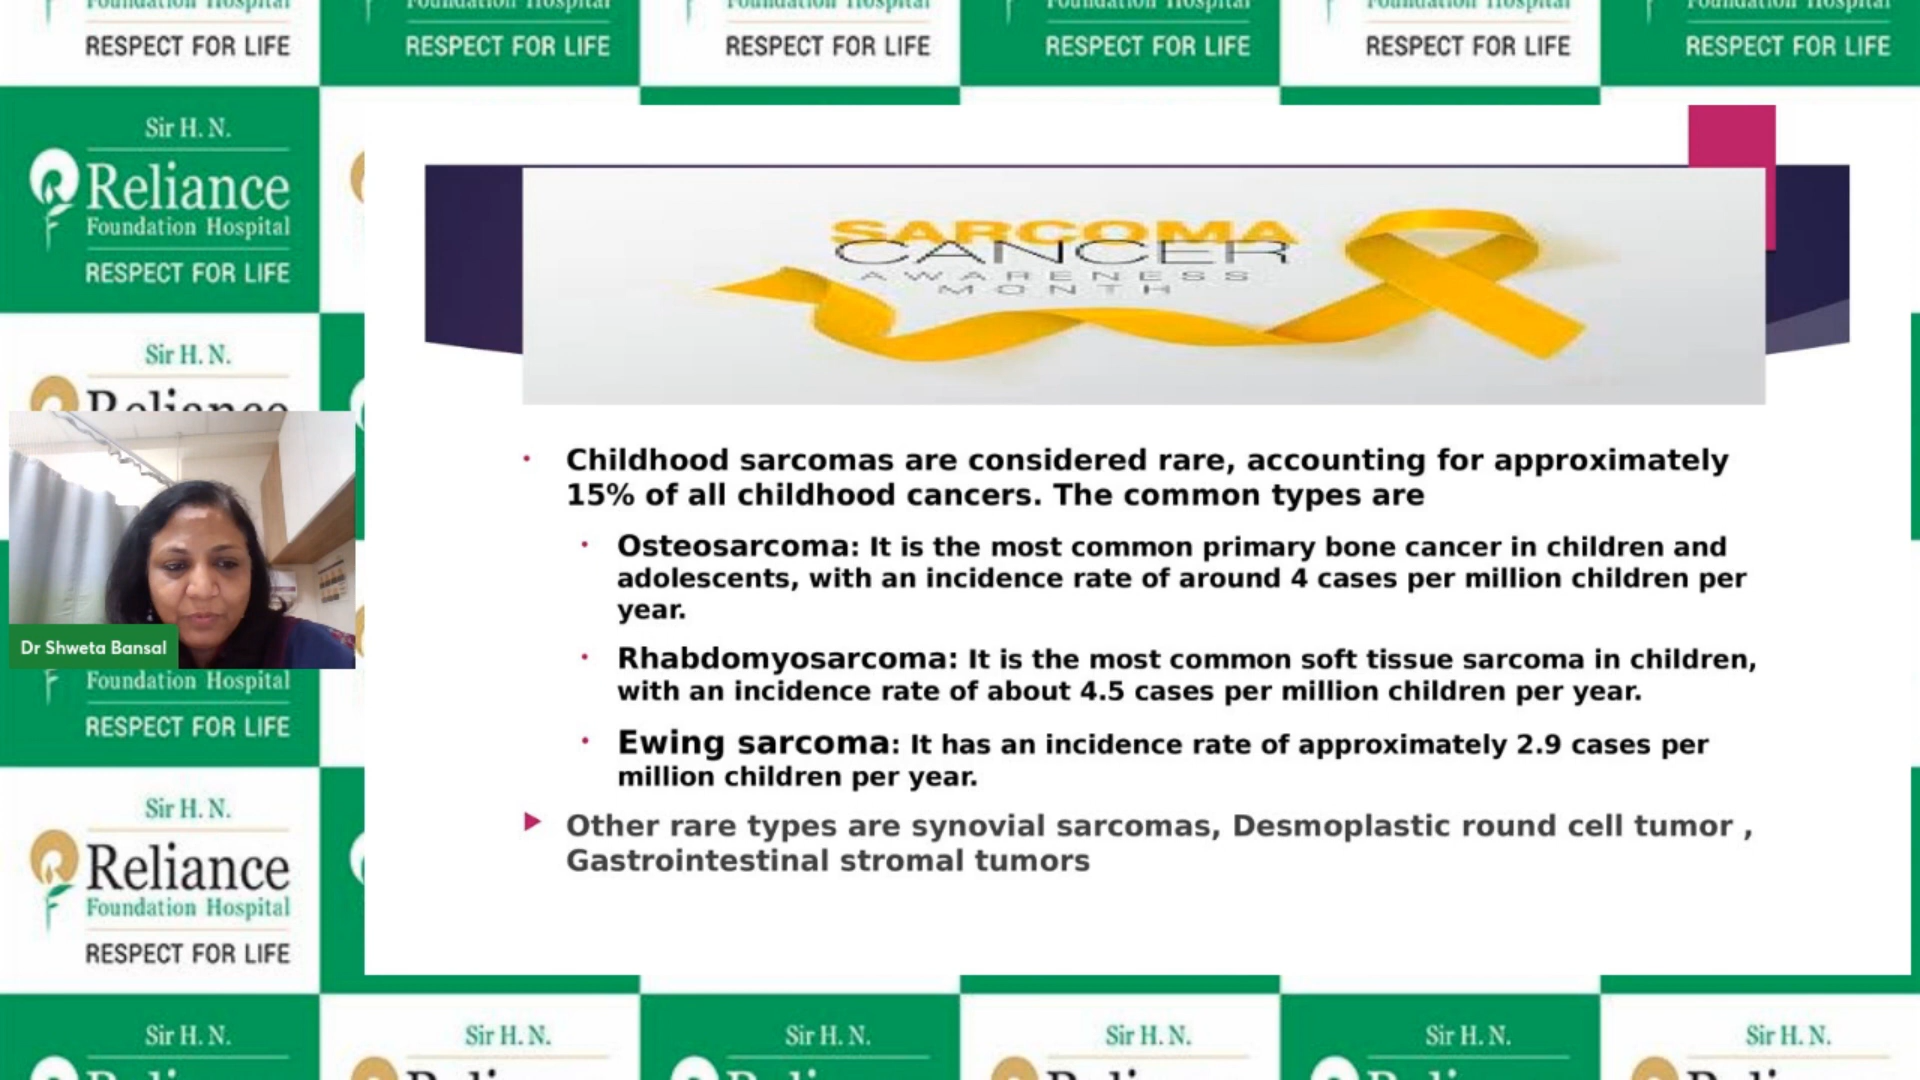 Foundation Hospital Foundation Hospital Foundation Hospital Foundation Hospital Foundation Hospital Foundation Hospital
RESPECT FOR LIFE RESPECT FOR LIFE RESPECT FOR LIFE RESPECT FOR LIFE RESPECT FOR LIFE RESPECT FOR LIFE
Sir H. N.
Reliance
Foundation Hospital
RESPECT FOR LIFE
SARCOMA
CANCER
AWARENESS
MONTH
Sir H. N.
Reliance
Dr Shweta Bansal
Foundation Hospital
RESPECT FOR LIFE
• Childhood sarcomas are considered rare, accounting for approximately
15% of all childhood cancers. The common types are
• Osteosarcoma: It is the most common primary bone cancer in children and
adolescents, with an incidence rate of around 4 cases per million children per
year.
• Rhabdomyosarcoma: It is the most common soft tissue sarcoma in children,
with an incidence rate of about 4.5 cases per million children per year.
• Ewing sarcoma: It has an incidence rate of approximately 2.9 cases per
million children per year.
Other rare types are synovial sarcomas, Desmoplastic round cell tumor ,
Gastrointestinal stromal tumors
Sir H. N.
Reliance
Foundation Hospital
RESPECT FOR LIFE
Sir H. N. Sir H. N. Sir H. N. Sir H. N. Sir H. N. Sir H. N.
Reliance Reliance Reliance Reliance Reliance Reliance